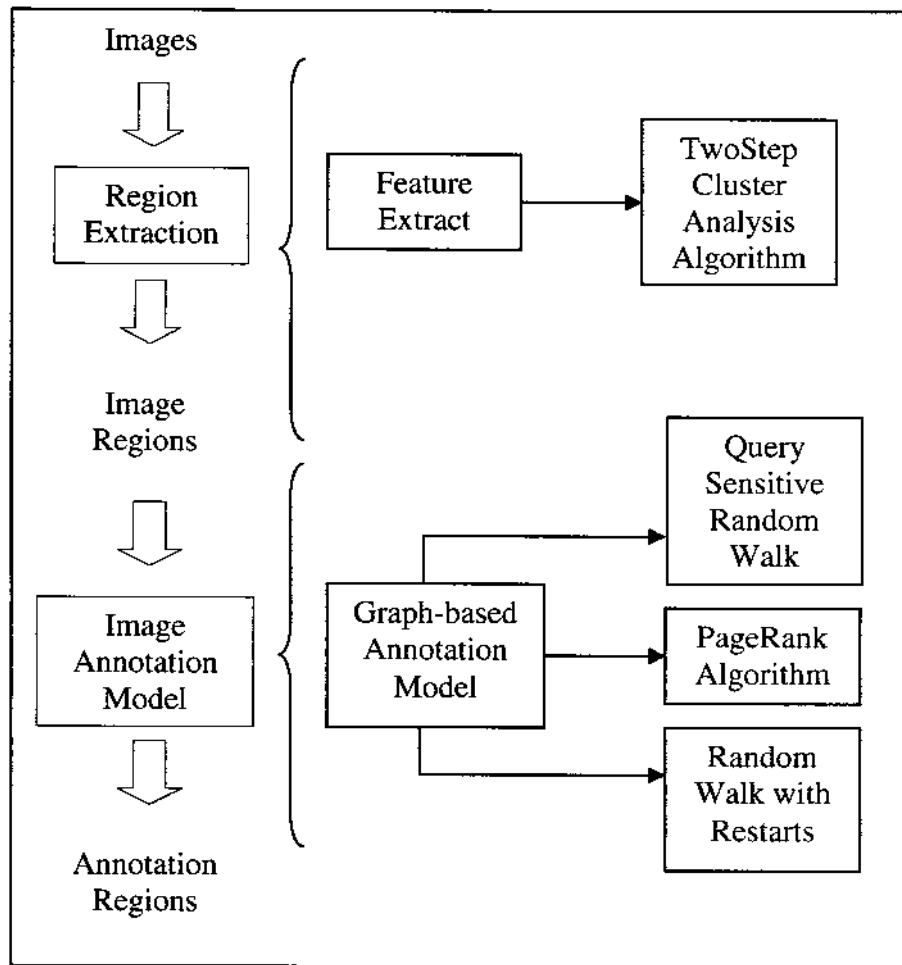 Images
Region
Extraction
Image
Regions
Image
Annotation
Model
Annotation
Regions
Feature
Extract
TwoStep
Cluster
Analysis
Algorithm
Graph-based
Annotation
Model
Query
Sensitive
Random
Walk
PageRank
Algorithm
Random
Walk with
Restarts